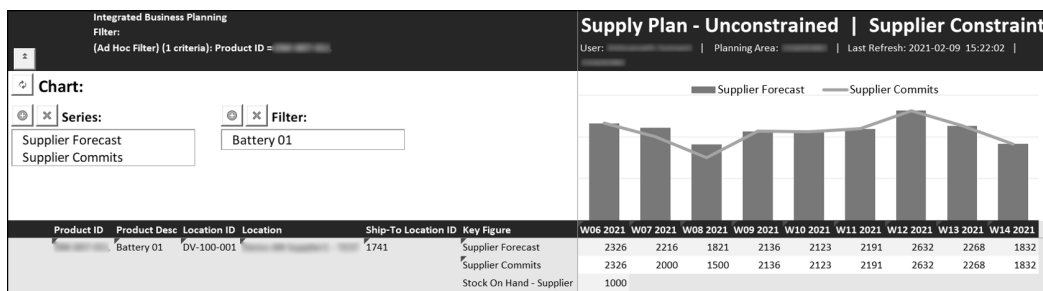 Integrated Business Planning
Filter:
(Ad Hoc Filter) (1 criteria): Product ID =
Supply Plan - Unconstrained | Supplier Constraint
User: | Planning Area: | Last Refresh: 2021-02-09 15:22:02 |
Chart:
Series:
Filter:
Supplier Forecast
Supplier Commits
Battery 01
Supplier Forecast Supplier Commits
Product ID Product Desc Location ID Location Ship-To Location ID Key Figure W06 2021 W07 2021 W08 2021 W09 2021 W10 2021 W11 2021 W12 2021 W13 2021 W14 2021
Battery 01 DV-100-001 1741 Supplier Forecast 2326 2216 1821 2136 2123 2191 2632 2268 1832
Supplier Commits 2326 2000 1500 2136 2123 2191 2632 2268 1832
Stock On Hand - Supplier 1000